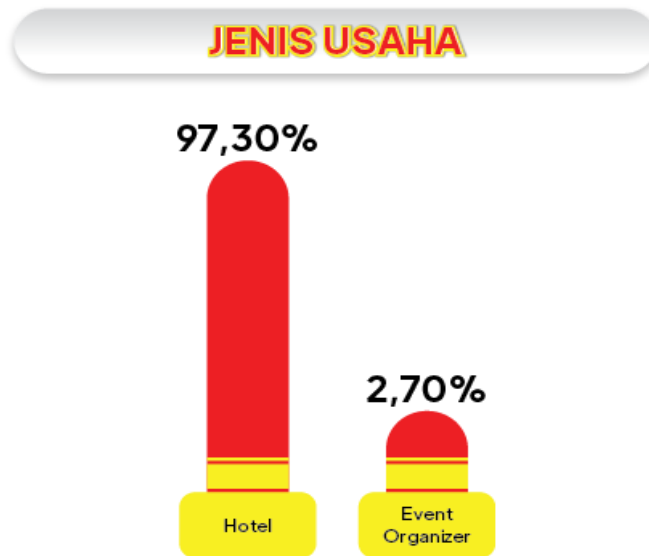 JENIS USAHA
97,30%
2,70%
Hotel
Event
Organizer